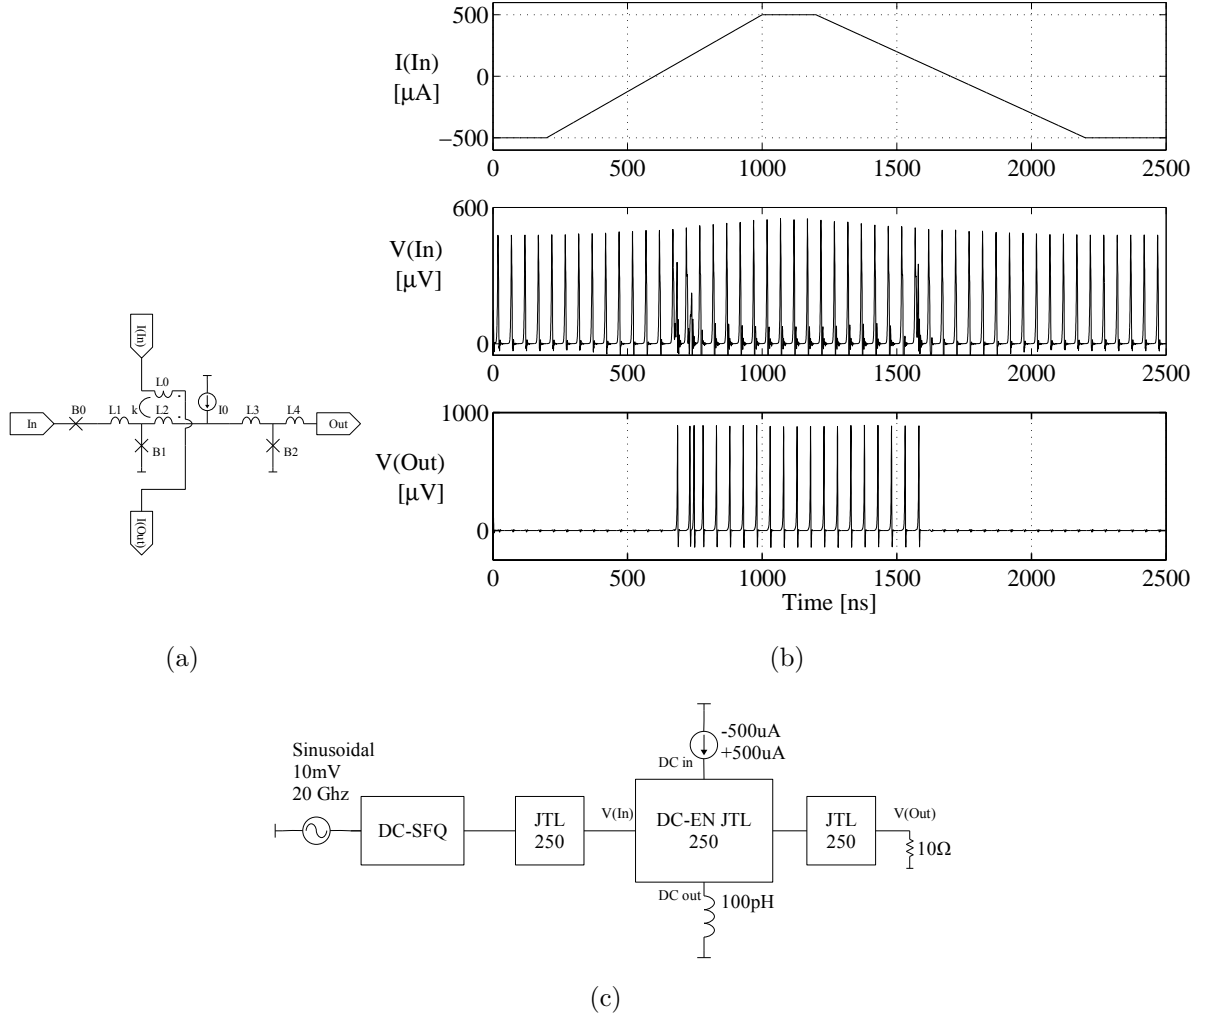 500
I(In)
0
[μA]
−500
0 500 1000 1500 2000 2500
600
V(In)
[μV]
0
0 500 1000 1500 2000 2500
1000
V(Out)
[μV]
0
0 500 1000 1500 2000 2500
Time [ns]
I(In)
L0
B0 L1 k L2 I0 L3 L4
In Out
B1 B2
I(Out)
(a) (b)
-500uA
+500uA
DC in
Sinusoidal
10mV
20 Ghz
DC-SFQ
JTL
250
V(In)
DC-EN JTL
250
JTL
250
V(Out)
10Ω
DC out
100pH
(c)